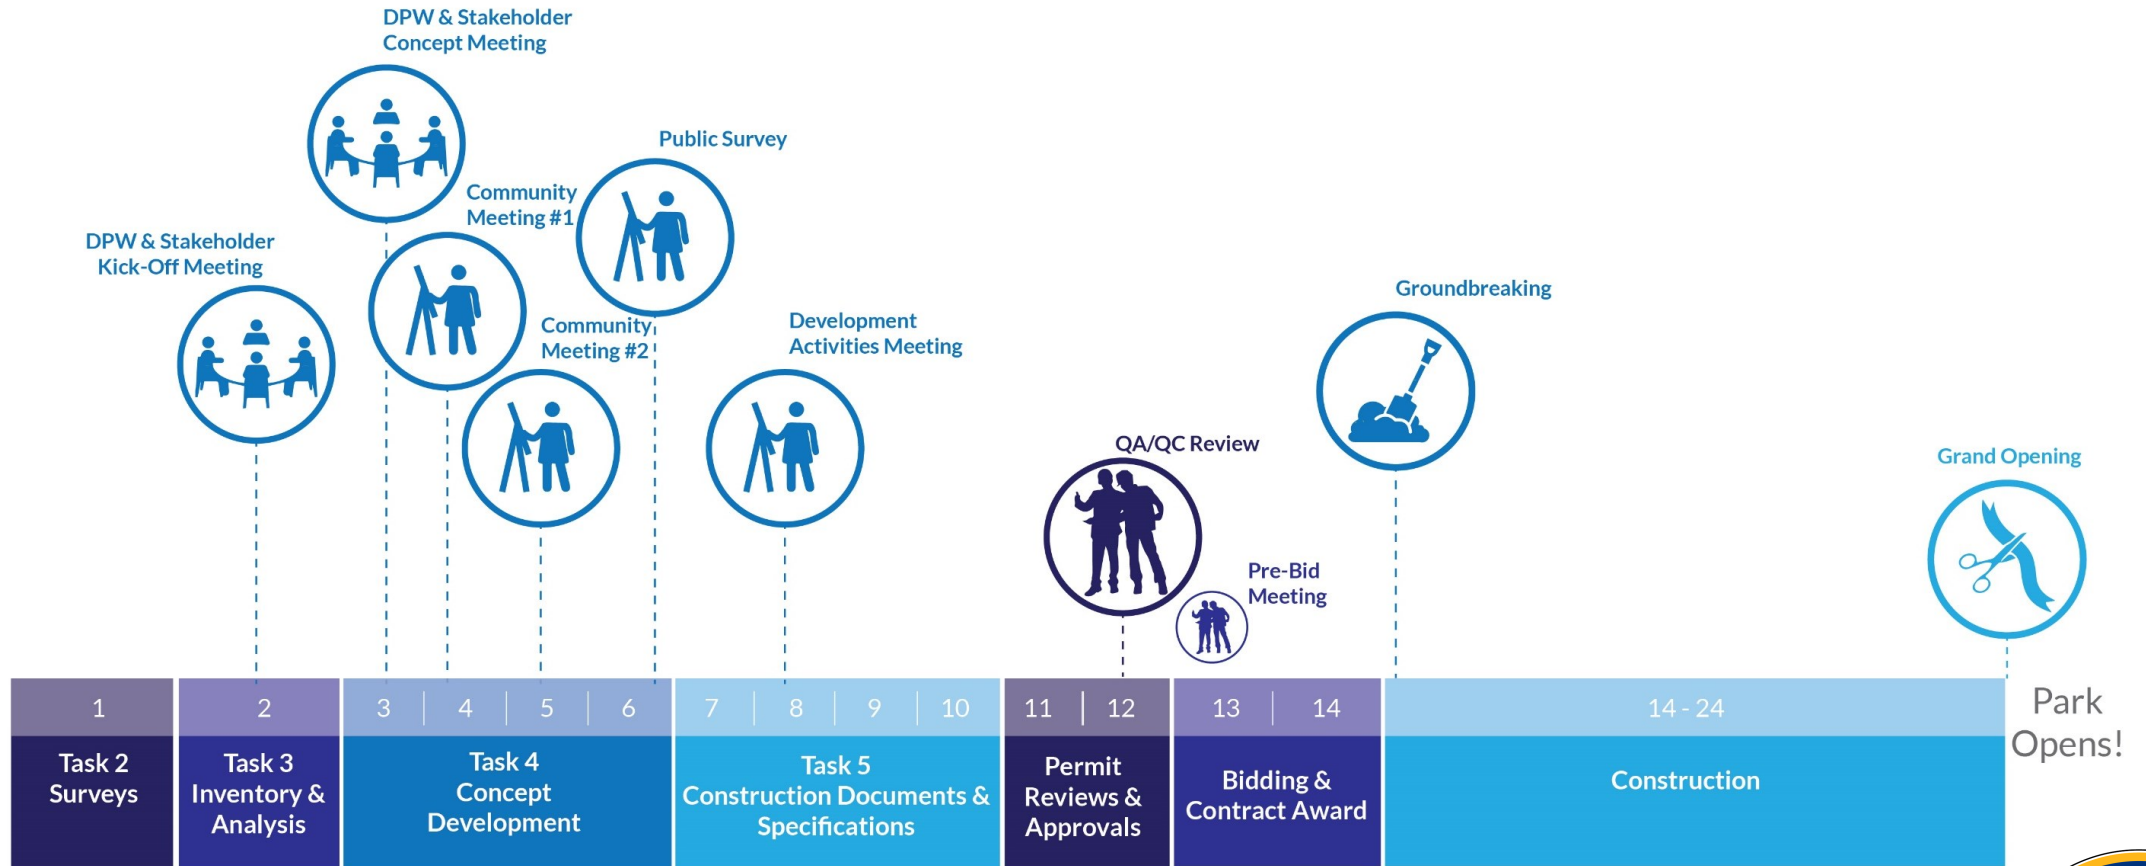 DPW & Stakeholder
Concept Meeting
Public Survey
Community
Meeting #1
DPW & Stakeholder
Kick-Off Meeting
Groundbreaking
Community
Meeting #2
Development
Activities Meeting
QA/QC Review
Grand Opening
Pre-Bid
Meeting
1
2
3
4
5
6
7
8
9
10
11
12
13
14
14 - 24
Park
Opens!
Task 2
Surveys
Task 3
Inventory &
Analysis
Task 4
Concept
Development
Task 5
Construction Documents &
Specifications
Permit
Reviews &
Approvals
Bidding &
Contract Award
Construction